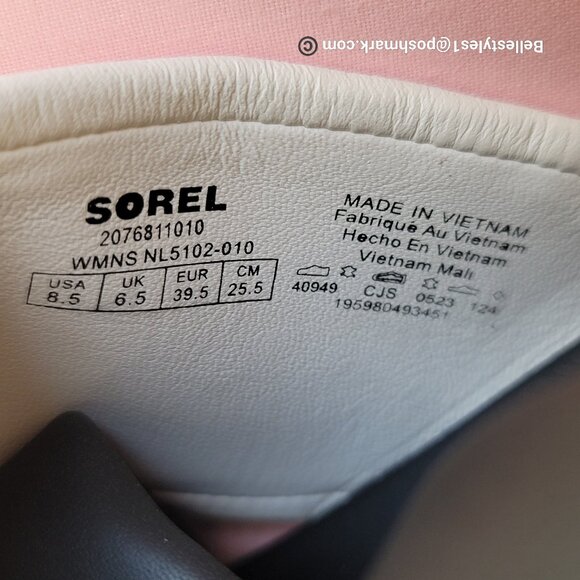 Bellestyles1@poshmark.com ©
SOREL
2076811010
WMNS NL5102-010
USA UK EUR CM
8.5 6.5 39.5 25.5
MADE IN VIETNAM
Fabriqué Au Vietnam
Hecho En Vietnam
Vietnam Malı
40949 CJS 0523 124
195980493451